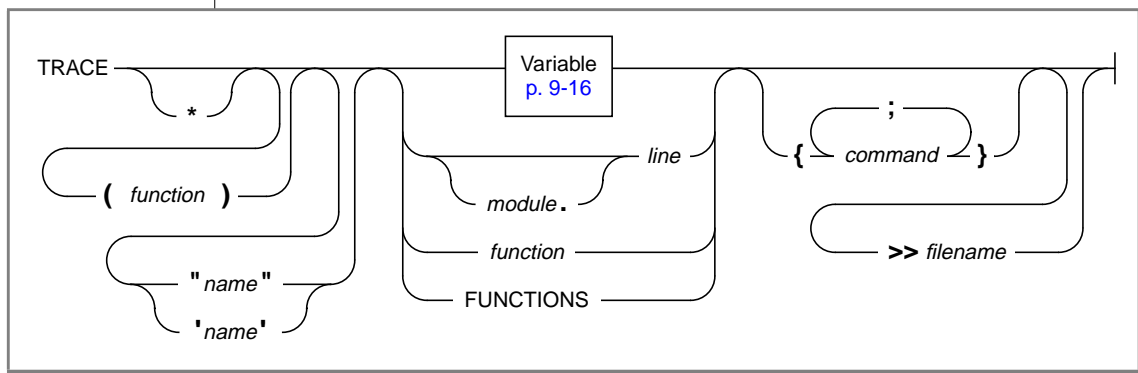 TRACE
*
( function )
"name"
'name'
Variable
p. 9-16
line
module.
function
FUNCTIONS
;
{ command }
>> filename